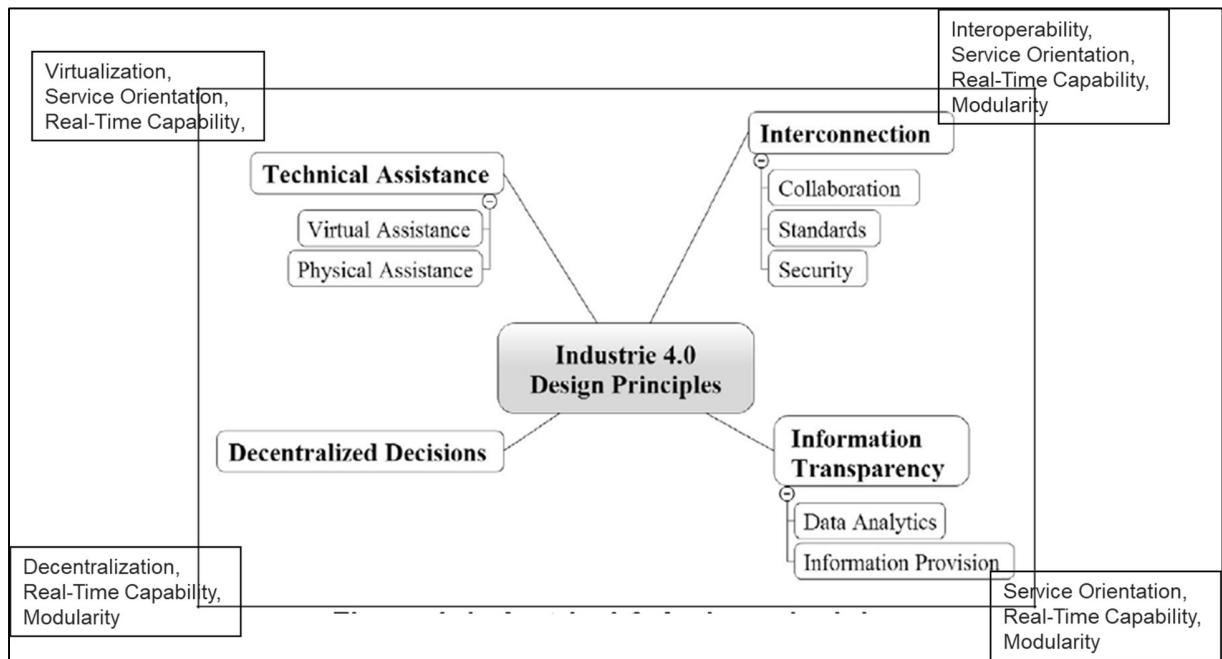 Virtualization,
Service Orientation,
Real-Time Capability,
Interoperability,
Service Orientation,
Real-Time Capability,
Modularity
Technical Assistance
Virtual Assistance
Physical Assistance
Interconnection
Collaboration
Standards
Security
Industrie 4.0
Design Principles
Decentralized Decisions
Information
Transparency
Data Analytics
Information Provision
Decentralization,
Real-Time Capability,
Modularity
Service Orientation,
Real-Time Capability,
Modularity